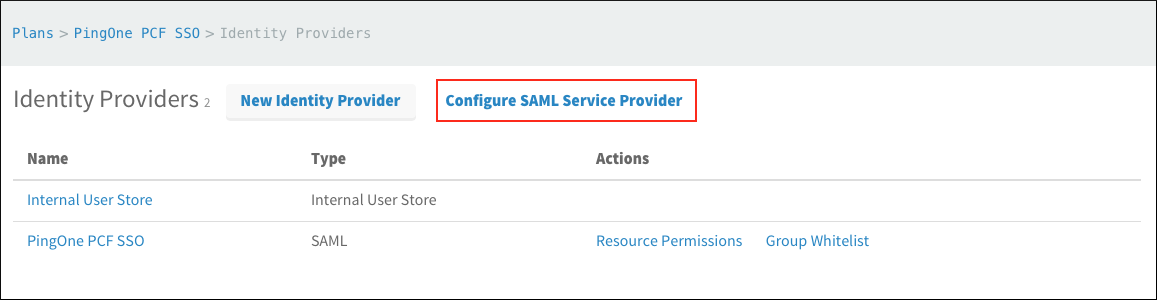 Plans > PingOne PCF SSO > Identity Providers
Identity Providers 2 New Identity Provider Configure SAML Service Provider
Name Type Actions
Internal User Store Internal User Store
PingOne PCF SSO SAML Resource Permissions Group Whitelist